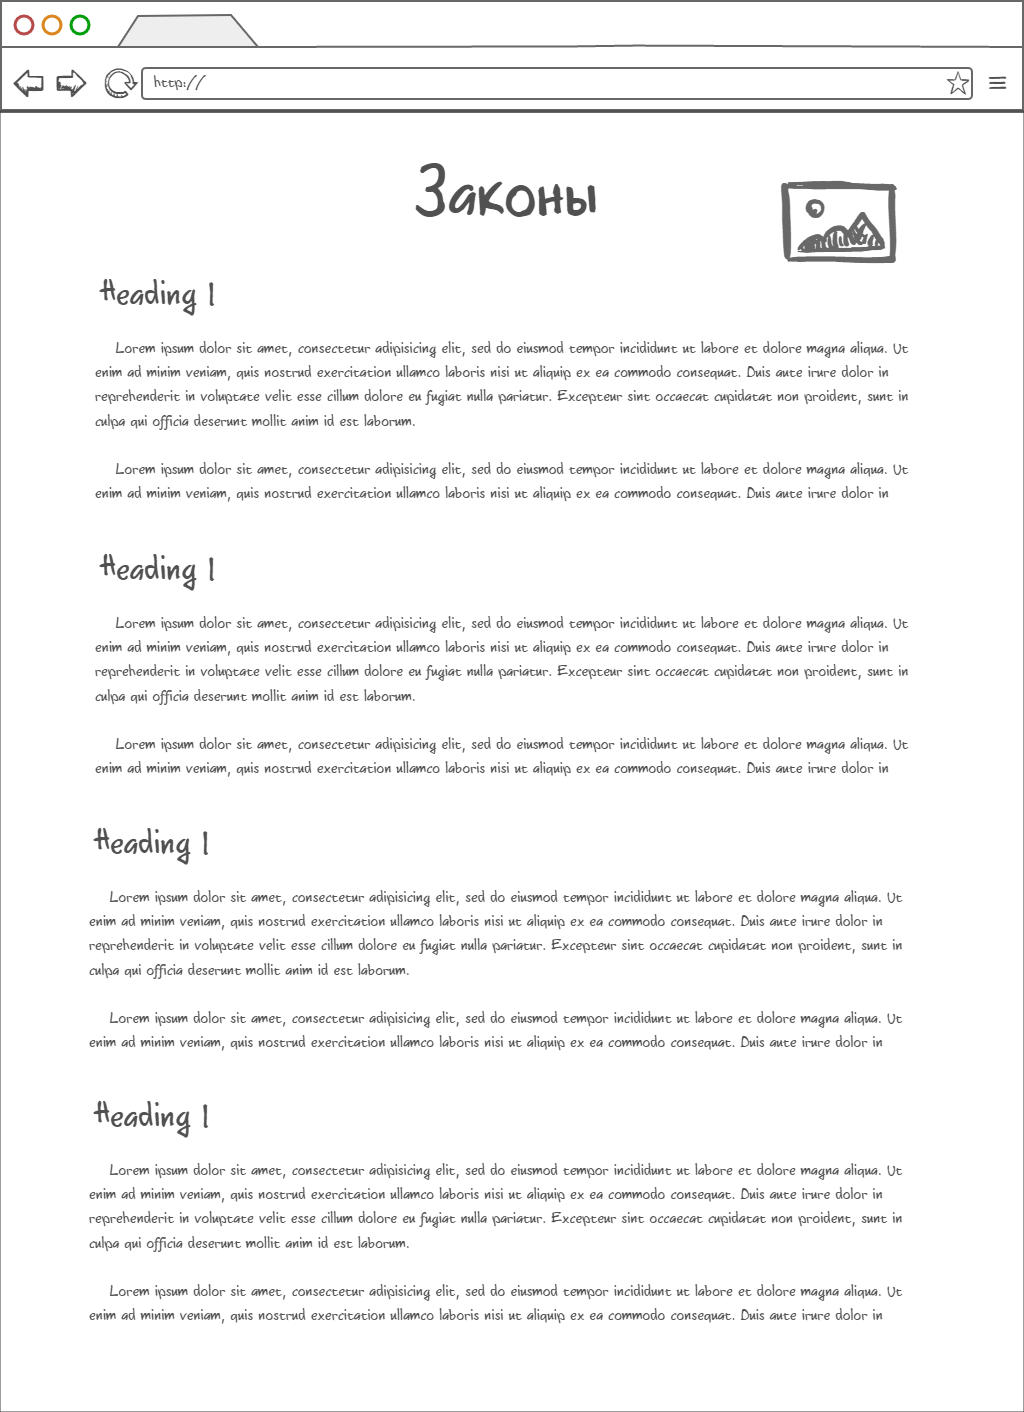 http://
Законы
Heading 1
Lorem ipsum dolor sit amet, consectetur adipisicing elit, sed do eiusmod tempor incididunt ut labore et dolore magna aliqua. Ut
enim ad minim veniam, quis nostrud exercitation ullamco laboris nisi ut aliquip ex ea commodo consequat. Duis aute irure dolor in
reprehenderit in voluptate velit esse cillum dolore eu fugiat nulla pariatur. Excepteur sint occaecat cupidatat non proident, sunt in
culpa qui officia deserunt mollit anim id est laborum.
Lorem ipsum dolor sit amet, consectetur adipisicing elit, sed do eiusmod tempor incididunt ut labore et dolore magna aliqua. Ut
enim ad minim veniam, quis nostrud exercitation ullamco laboris nisi ut aliquip ex ea commodo consequat. Duis aute irure dolor in
Heading 1
Lorem ipsum dolor sit amet, consectetur adipisicing elit, sed do eiusmod tempor incididunt ut labore et dolore magna aliqua. Ut
enim ad minim veniam, quis nostrud exercitation ullamco laboris nisi ut aliquip ex ea commodo consequat. Duis aute irure dolor in
reprehenderit in voluptate velit esse cillum dolore eu fugiat nulla pariatur. Excepteur sint occaecat cupidatat non proident, sunt in
culpa qui officia deserunt mollit anim id est laborum.
Lorem ipsum dolor sit amet, consectetur adipisicing elit, sed do eiusmod tempor incididunt ut labore et dolore magna aliqua. Ut
enim ad minim veniam, quis nostrud exercitation ullamco laboris nisi ut aliquip ex ea commodo consequat. Duis aute irure dolor in
Heading 1
Lorem ipsum dolor sit amet, consectetur adipisicing elit, sed do eiusmod tempor incididunt ut labore et dolore magna aliqua. Ut
enim ad minim veniam, quis nostrud exercitation ullamco laboris nisi ut aliquip ex ea commodo consequat. Duis aute irure dolor in
reprehenderit in voluptate velit esse cillum dolore eu fugiat nulla pariatur. Excepteur sint occaecat cupidatat non proident, sunt in
culpa qui officia deserunt mollit anim id est laborum.
Lorem ipsum dolor sit amet, consectetur adipisicing elit, sed do eiusmod tempor incididunt ut labore et dolore magna aliqua. Ut
enim ad minim veniam, quis nostrud exercitation ullamco laboris nisi ut aliquip ex ea commodo consequat. Duis aute irure dolor in
Heading 1
Lorem ipsum dolor sit amet, consectetur adipisicing elit, sed do eiusmod tempor incididunt ut labore et dolore magna aliqua. Ut
enim ad minim veniam, quis nostrud exercitation ullamco laboris nisi ut aliquip ex ea commodo consequat. Duis aute irure dolor in
reprehenderit in voluptate velit esse cillum dolore eu fugiat nulla pariatur. Excepteur sint occaecat cupidatat non proident, sunt in
culpa qui officia deserunt mollit anim id est laborum.
Lorem ipsum dolor sit amet, consectetur adipisicing elit, sed do eiusmod tempor incididunt ut labore et dolore magna aliqua. Ut
enim ad minim veniam, quis nostrud exercitation ullamco laboris nisi ut aliquip ex ea commodo consequat. Duis aute irure dolor in